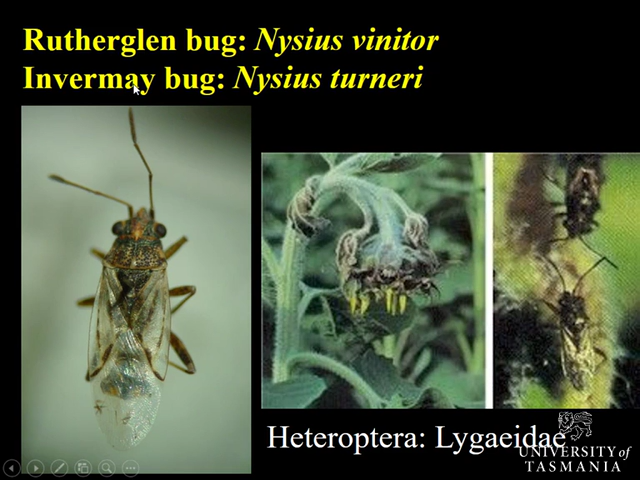 Rutherglen bug: Nysius vinitor
Invermay bug: Nysius turneri
Heteroptera: Lygaeidae
UNIVERSITY of
TASMANIA